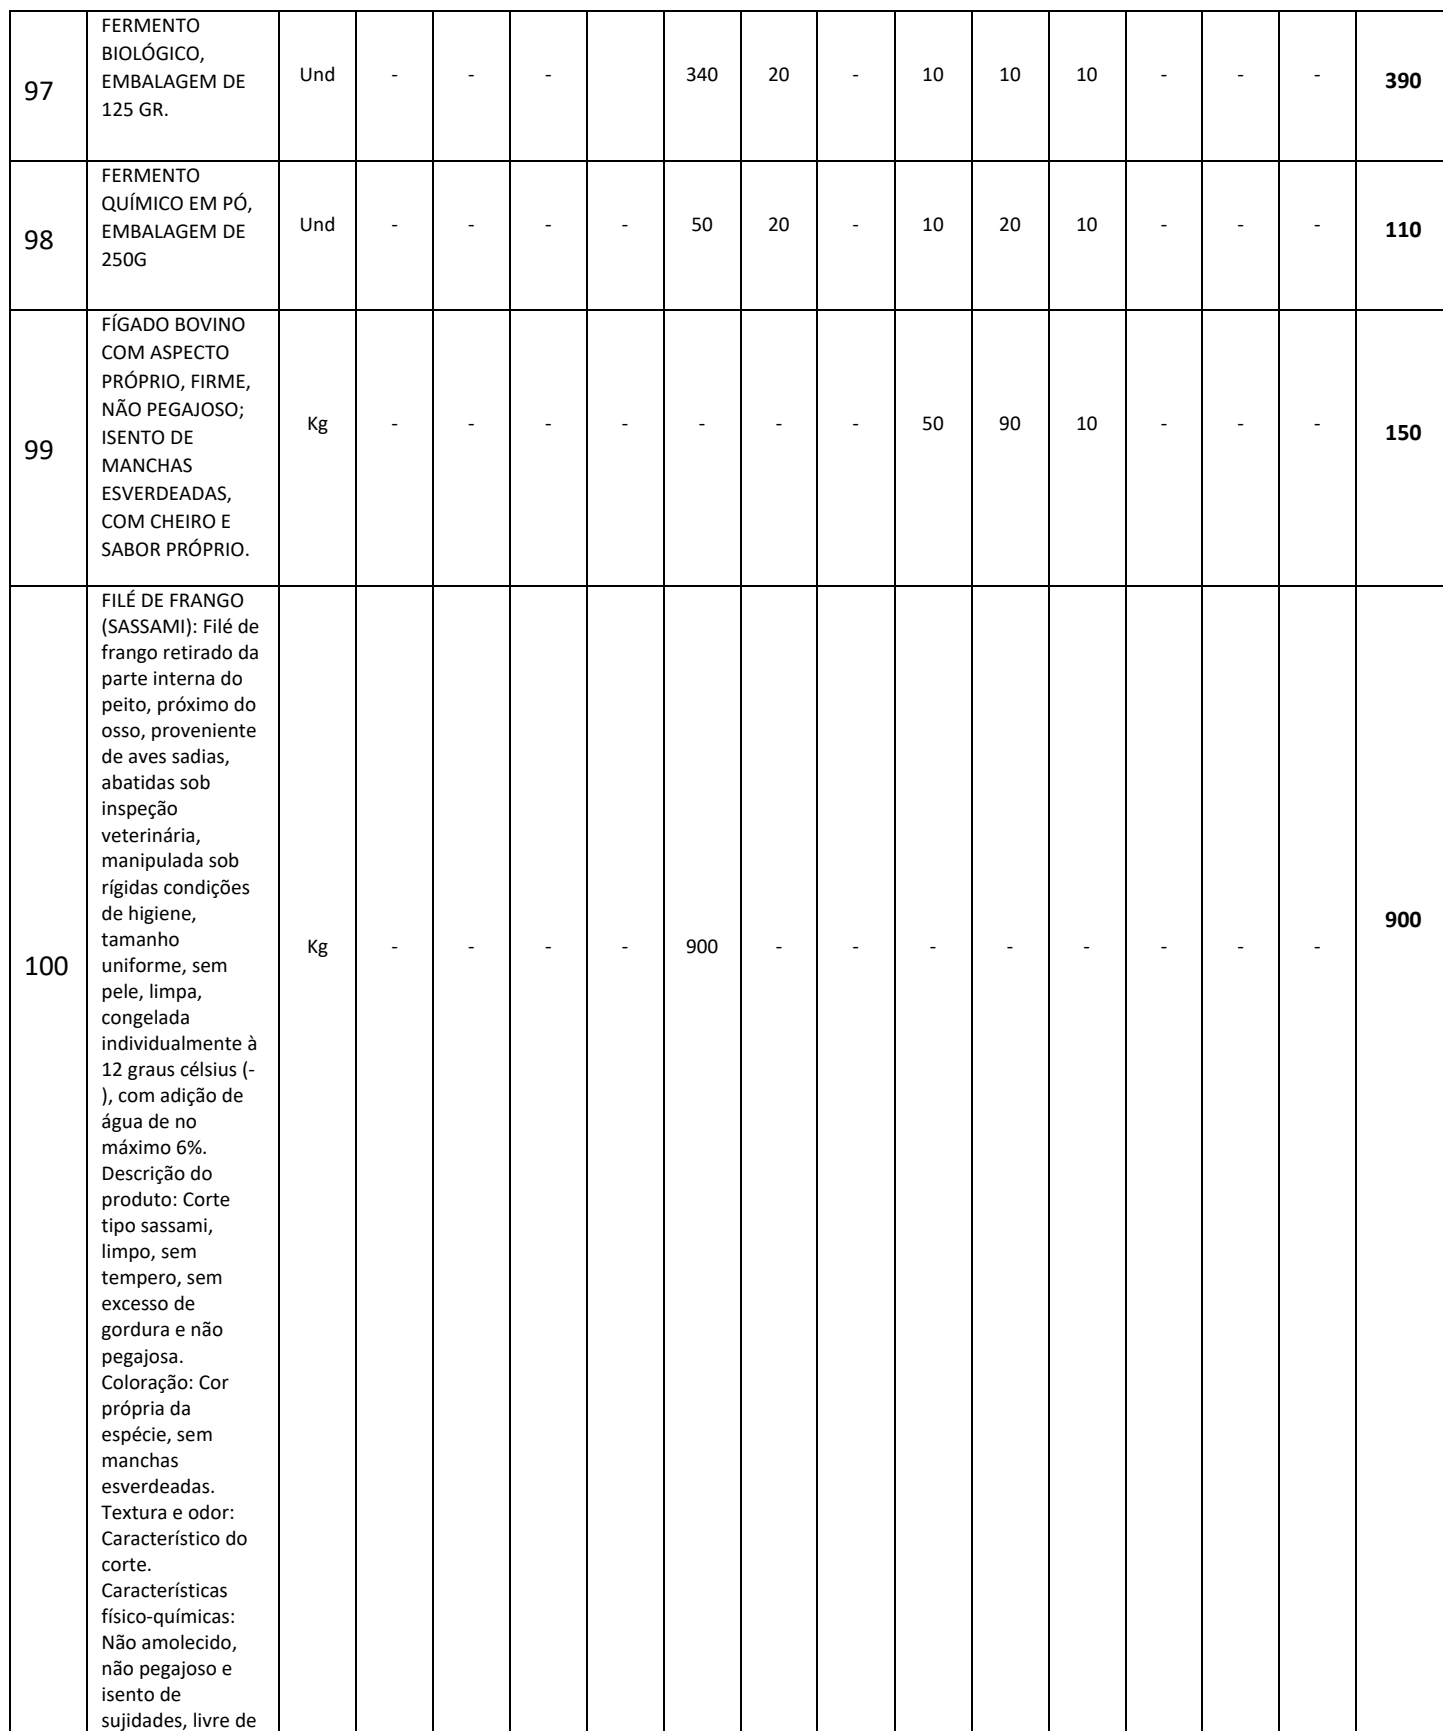 97
FERMENTO
BIOLÓGICO,
EMBALAGEM DE
125 GR.
Und - - - 340 20 - 10 10 10 - - - 390
98
FERMENTO
QUÍMICO EM PÓ,
EMBALAGEM DE
250G
Und - - - - 50 20 - 10 20 10 - - - 110
99
FÍGADO BOVINO
COM ASPECTO
PRÓPRIO, FIRME,
NÃO PEGAJOSO;
ISENTO DE
MANCHAS
ESVERDEADAS,
COM CHEIRO E
SABOR PRÓPRIO.
Kg - - - - - - - 50 90 10 - - - 150
100
FILÉ DE FRANGO
(SASSAMI): Filé de
frango retirado da
parte interna do
peito, próximo do
osso, proveniente
de aves sadias,
abatidas sob
inspeção
veterinária,
manipulada sob
rígidas condições
de higiene,
tamanho
uniforme, sem
pele, limpa,
congelada
individualmente à
12 graus célsius (-
), com adição de
água de no
máximo 6%.
Descrição do
produto: Corte
tipo sassami,
limpo, sem
tempero, sem
excesso de
gordura e não
pegajosa.
Coloração: Cor
própria da
espécie, sem
manchas
esverdeadas.
Textura e odor:
Característico do
corte.
Características
físico-químicas:
Não amolecido,
não pegajoso e
isento de
sujidades, livre de
Kg - - - - 900 - - - - - - - - 900